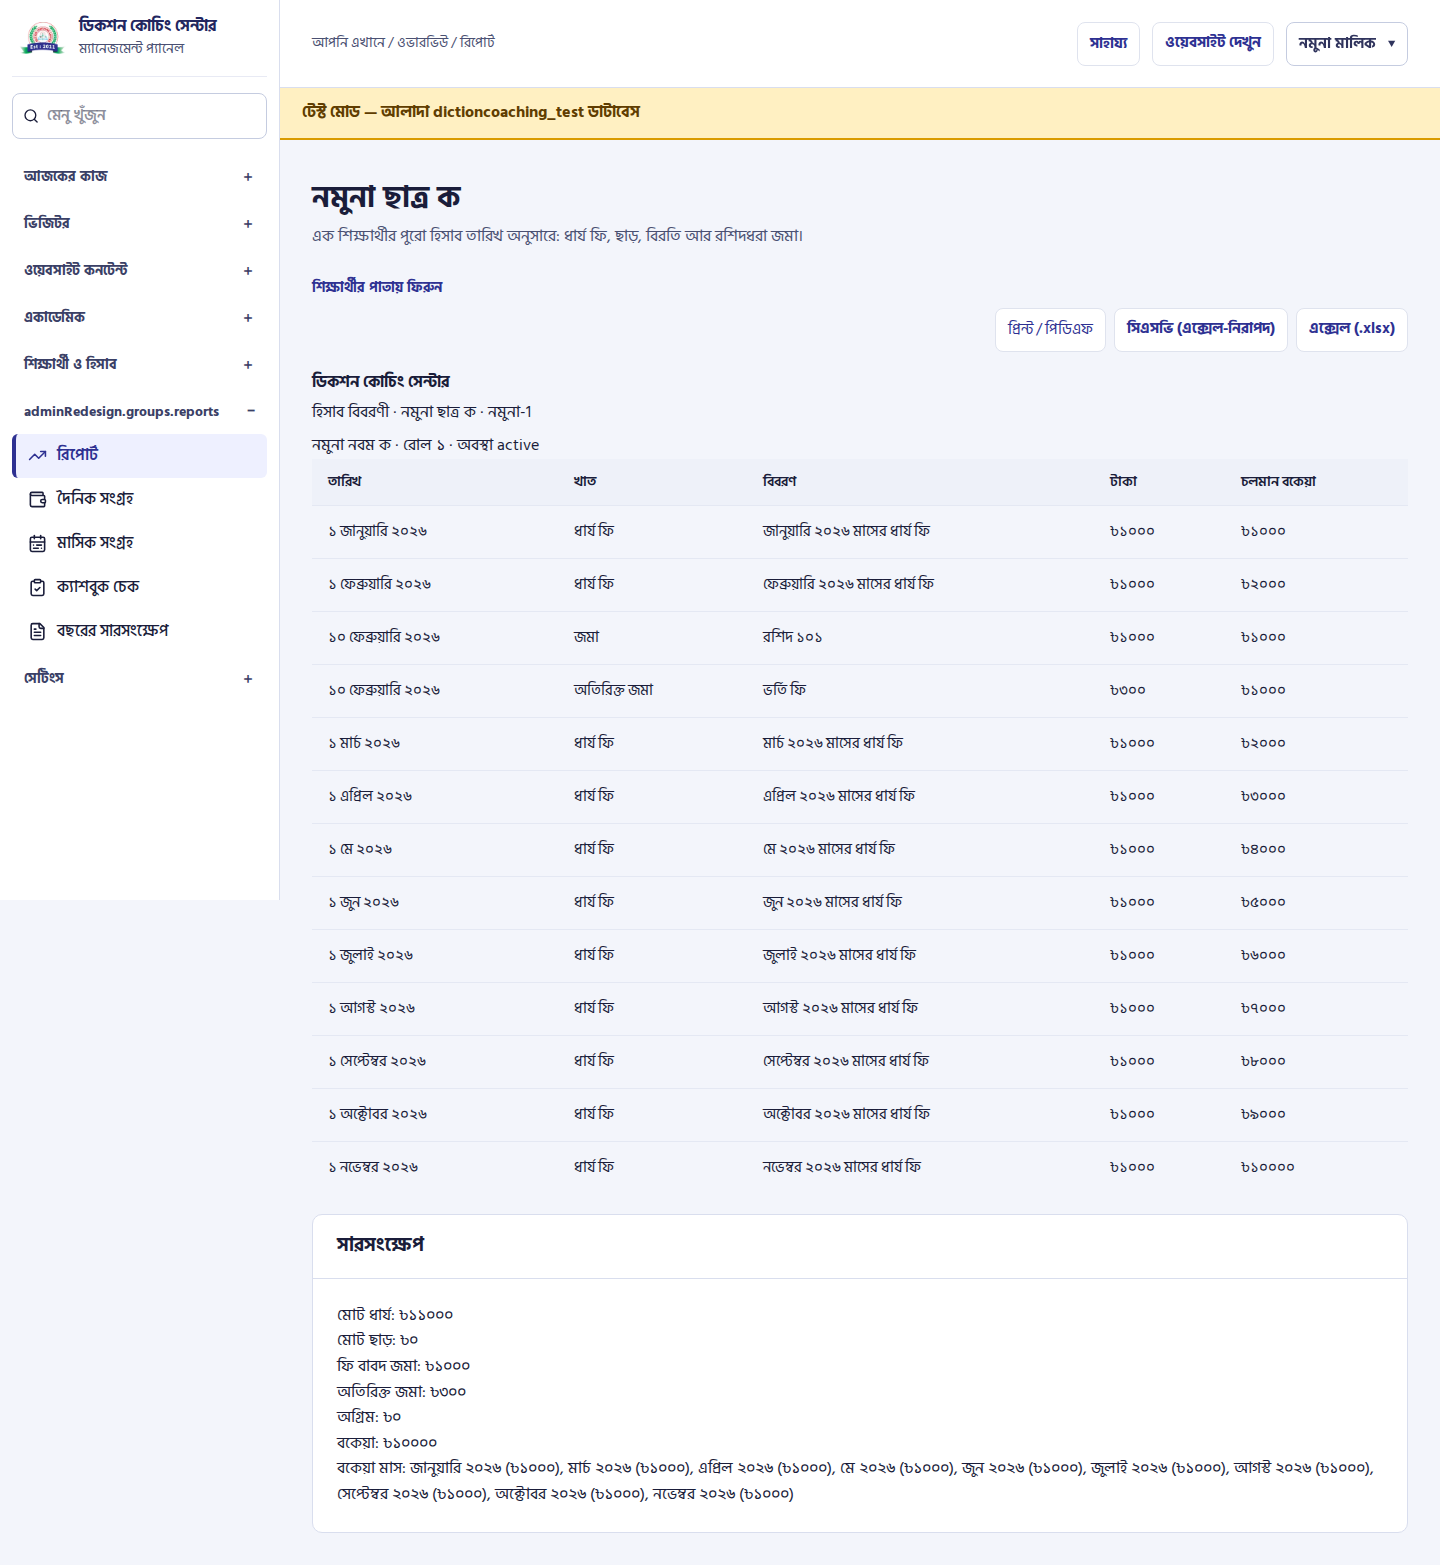 ডিকশন কোচিং সেন্টার
ম্যানেজমেন্ট প্যানেল
Est : 2011
মেনু খুঁজুন
আজকের কাজ +
ভিজিটর +
ওয়েবসাইট কনটেন্ট +
একাডেমিক +
শিক্ষার্থী ও হিসাব +
adminRedesign.groups.reports −
রিপোর্ট
দৈনিক সংগ্রহ
মাসিক সংগ্রহ
ক্যাশবুক চেক
বছরের সারসংক্ষেপ
সেটিংস +
আপনি এখানে / ওভারভিউ / রিপোর্ট
সাহায্য
ওয়েবসাইট দেখুন
নমুনা মালিক ▾
টেস্ট মোড — আলাদা dictioncoaching_test ডাটাবেস
নমুনা ছাত্র ক
এক শিক্ষার্থীর পুরো হিসাব তারিখ অনুসারে: ধার্য ফি, ছাড়, বিরতি আর রশিদধরা জমা।
শিক্ষার্থীর পাতায় ফিরুন
প্রিন্ট / পিডিএফ
সিএসভি (এক্সেল-নিরাপদ)
এক্সেল (.xlsx)
ডিকশন কোচিং সেন্টার
হিসাব বিবরণী · নমুনা ছাত্র ক · নমুনা-1
নমুনা নবম ক · রোল ১ · অবস্থা active
তারিখ খাত বিবরণ টাকা চলমান বকেয়া
১ জানুয়ারি ২০২৬ ধার্য ফি জানুয়ারি ২০২৬ মাসের ধার্য ফি ৳১০০০ ৳১০০০
১ ফেব্রুয়ারি ২০২৬ ধার্য ফি ফেব্রুয়ারি ২০২৬ মাসের ধার্য ফি ৳১০০০ ৳২০০০
১০ ফেব্রুয়ারি ২০২৬ জমা রশিদ ১০১ ৳১০০০ ৳১০০০
১০ ফেব্রুয়ারি ২০২৬ অতিরিক্ত জমা ভর্তি ফি ৳৩০০ ৳১০০০
১ মার্চ ২০২৬ ধার্য ফি মার্চ ২০২৬ মাসের ধার্য ফি ৳১০০০ ৳২০০০
১ এপ্রিল ২০২৬ ধার্য ফি এপ্রিল ২০২৬ মাসের ধার্য ফি ৳১০০০ ৳৩০০০
১ মে ২০২৬ ধার্য ফি মে ২০২৬ মাসের ধার্য ফি ৳১০০০ ৳৪০০০
১ জুন ২০২৬ ধার্য ফি জুন ২০২৬ মাসের ধার্য ফি ৳১০০০ ৳৫০০০
১ জুলাই ২০২৬ ধার্য ফি জুলাই ২০২৬ মাসের ধার্য ফি ৳১০০০ ৳৬০০০
১ আগস্ট ২০২৬ ধার্য ফি আগস্ট ২০২৬ মাসের ধার্য ফি ৳১০০০ ৳৭০০০
১ সেপ্টেম্বর ২০২৬ ধার্য ফি সেপ্টেম্বর ২০২৬ মাসের ধার্য ফি ৳১০০০ ৳৮০০০
১ অক্টোবর ২০২৬ ধার্য ফি অক্টোবর ২০২৬ মাসের ধার্য ফি ৳১০০০ ৳৯০০০
১ নভেম্বর ২০২৬ ধার্য ফি নভেম্বর ২০২৬ মাসের ধার্য ফি ৳১০০০ ৳১০০০০
সারসংক্ষেপ
মোট ধার্য: ৳১১০০০
মোট ছাড়: ৳০
ফি বাবদ জমা: ৳১০০০
অতিরিক্ত জমা: ৳৩০০
অগ্রিম: ৳০
বকেয়া: ৳১০০০০
বকেয়া মাস: জানুয়ারি ২০২৬ (৳১০০০), মার্চ ২০২৬ (৳১০০০), এপ্রিল ২০২৬ (৳১০০০), মে ২০২৬ (৳১০০০), জুন ২০২৬ (৳১০০০), জুলাই ২০২৬ (৳১০০০), আগস্ট ২০২৬ (৳১০০০),
সেপ্টেম্বর ২০২৬ (৳১০০০), অক্টোবর ২০২৬ (৳১০০০), নভেম্বর ২০২৬ (৳১০০০)